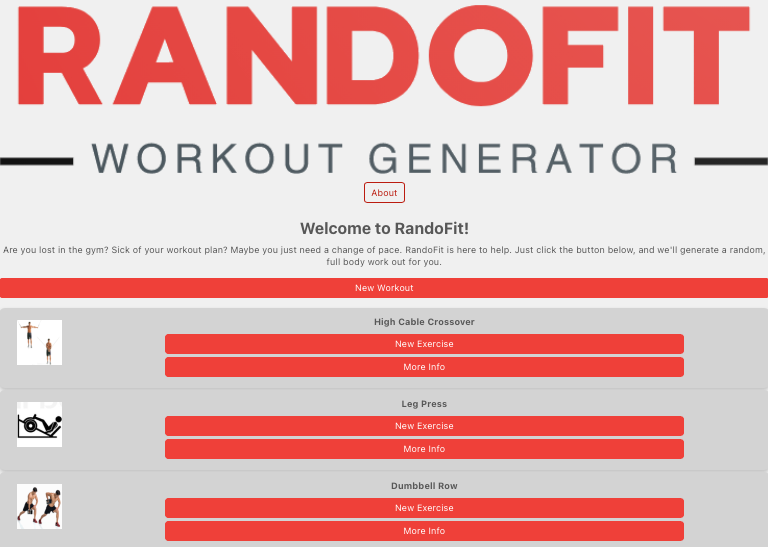 RANDOFIT
WORKOUT GENERATOR
About
Welcome to RandoFit!
Are you lost in the gym? Sick of your workout plan? Maybe you just need a change of pace. RandoFit is here to help. Just click the button below, and we'll generate a random,
full body work out for you.
New Workout
High Cable Crossover
New Exercise
More Info
Leg Press
New Exercise
More Info
Dumbbell Row
New Exercise
More Info